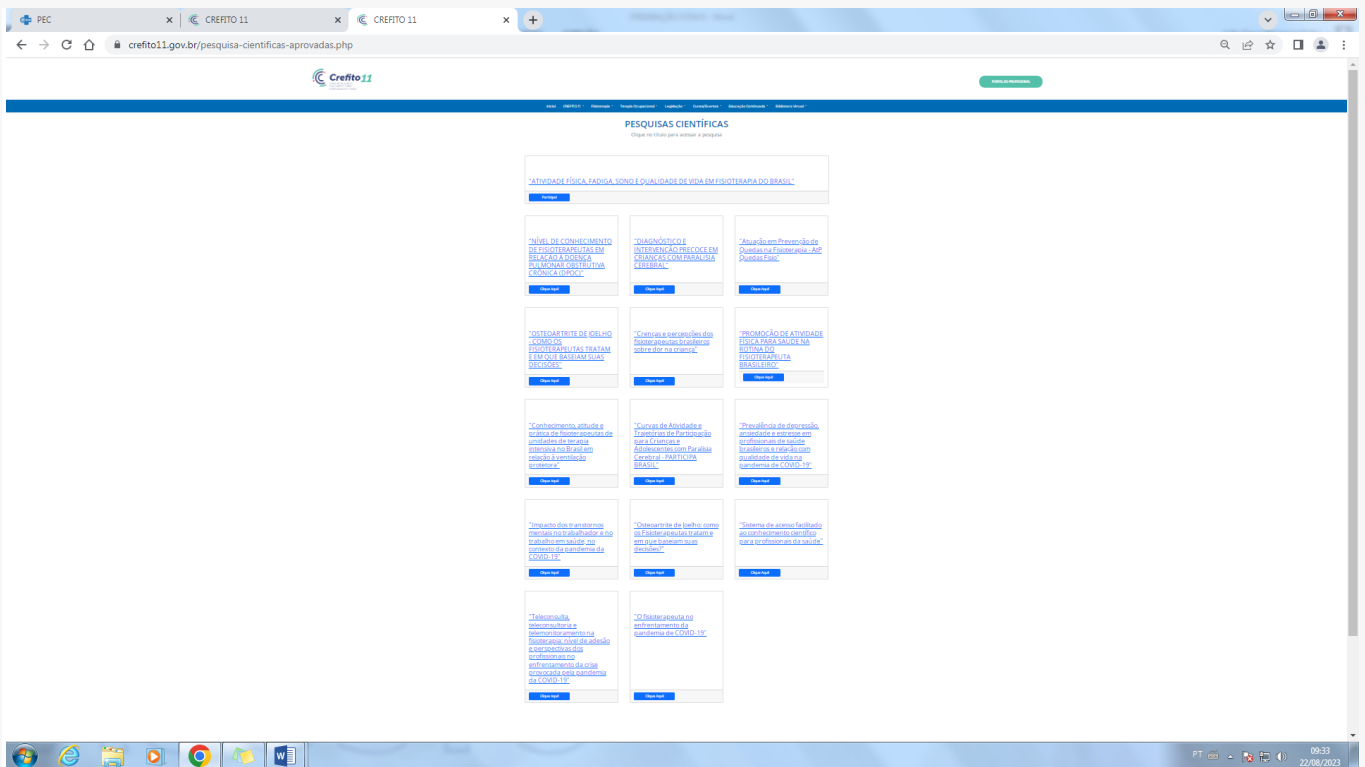 PEC
CREFITO 11
CREFITO 11
crefito11.gov.br/pesquisa-cientificas-aprovadas.php
Crefito11
Inicial CREFITO 11 Fisioterapia Terapia Ocupacional Legislação Cursos/Eventos Educação Continuada Biblioteca Virtual
PESQUISAS CIENTÍFICAS
Clique no título para acessar a pesquisa
"ATIVIDADE FÍSICA, FADIGA, SONO E QUALIDADE DE VIDA EM FISIOTERAPIA DO BRASIL"
Participe!
"NÍVEL DE CONHECIMENTO
DE FISIOTERAPEUTAS EM
RELAÇÃO A DOENÇA
PULMONAR OBSTRUTIVA
CRÔNICA (DPOC)"
Clique Aqui!
"DIAGNÓSTICO E
INTERVENÇÃO PRECOCE EM
CRIANÇAS COM PARALISIA
CEREBRAL"
Clique Aqui!
"Atuação em Prevenção de
Quedas na Fisioterapia - AtP
Quedas Fisio"
Clique Aqui!
"OSTEOARTRITE DE JOELHO
- COMO OS
FISIOTERAPEUTAS TRATAM
E EM QUE BASEIAM SUAS
DECISÕES"
Clique Aqui!
"Crenças e percepções dos
fisioterapeutas brasileiros
sobre dor na criança"
Clique Aqui!
"PROMOÇÃO DE ATIVIDADE
FÍSICA PARA SAÚDE NA
ROTINA DO
FISIOTERAPEUTA
BRASILEIRO"
Clique Aqui!
"Conhecimento, atitude e
prática de fisioterapeutas de
unidades de terapia
intensiva no Brasil em
relação à ventilação
protetora"
Clique Aqui!
"Curvas de Atividade e
Trajetórias de Participação
para Crianças e
Adolescentes com Paralisia
Cerebral - PARTICIPA
BRASIL"
Clique Aqui!
"Prevalência de depressão,
ansiedade e estresse em
profissionais de saúde
brasileiros e relação com
qualidade de vida na
pandemia de COVID-19"
Clique Aqui!
"Impacto dos transtornos
mentais no trabalhador e no
trabalho em saúde, no
contexto da pandemia da
COVID-19"
Clique Aqui!
"Osteoartrite de Joelho: como
os Fisioterapeutas tratam e
em que baseiam suas
decisões?"
Clique Aqui!
"Sistema de acesso facilitado
ao conhecimento científico
para profissionais da saúde"
Clique Aqui!
"Teleconsulta,
teleconsultoria e
telemonitoramento na
fisioterapia: nível de adesão
e perspectivas dos
profissionais no
enfrentamento da crise
provocada pela pandemia
da COVID-19"
Clique Aqui!
"O fisioterapeuta no
enfrentamento da
pandemia de COVID-19"
Clique Aqui!
PT
09:33
22/08/2023